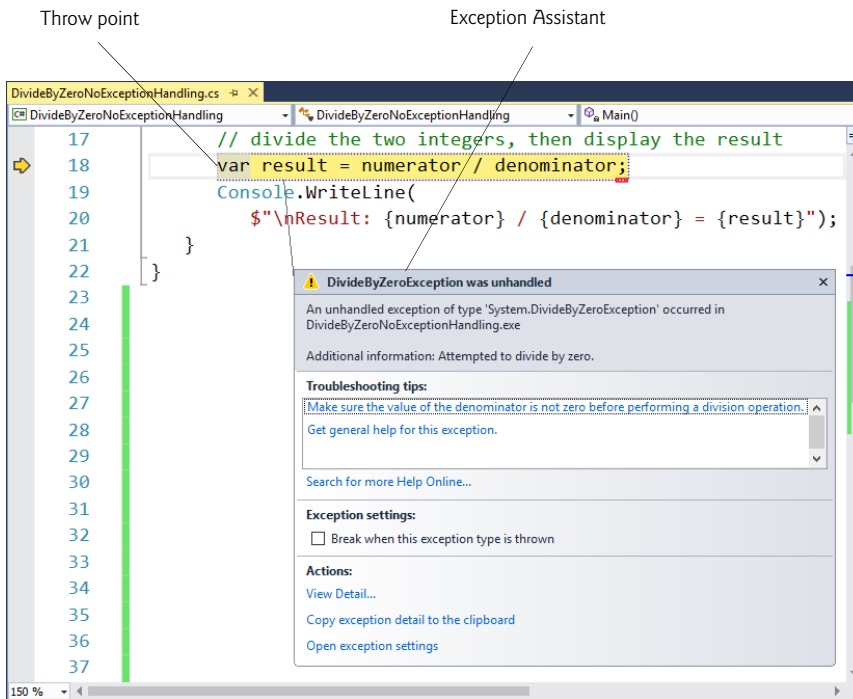 Throw point
Exception Assistant
DivideByZeroNoExceptionHandling.cs
C# DivideByZeroNoExceptionHandling
DivideByZeroNoExceptionHandling
Main()
17 // divide the two integers, then display the result
18 var result = numerator / denominator;
19 Console.WriteLine(
20 $"\nResult: {numerator} / {denominator} = {result}");
21 }
22 }
23
24
25
26
27
28
29
30
31
32
33
34
35
36
37
DivideByZeroException was unhandled
An unhandled exception of type 'System.DivideByZeroException' occurred in
DivideByZeroNoExceptionHandling.exe
Additional information: Attempted to divide by zero.
Troubleshooting tips:
Make sure the value of the denominator is not zero before performing a division operation.
Get general help for this exception.
Search for more Help Online...
Exception settings:
Break when this exception type is thrown
Actions:
View Detail...
Copy exception detail to the clipboard
Open exception settings
150 %